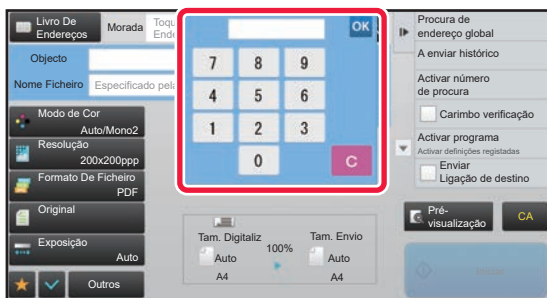 Livro De
Endereços
Morada
Toqu
Ende
Objecto
Nome Ficheiro
Especificado pela
Modo de Cor
Auto/Mono2
Resolução
200x200ppp
Formato De Ficheiro
PDF
Original
Exposição
Auto
Outros
OK
7 8 9
4 5 6
1 2 3
0 C
Tam. Digitaliz
100%
Tam. Envio
Auto
Auto
A4
A4
Procura de
endereço global
A enviar histórico
Activar número
de procura
Carimbo verificação
Activar programa
Activar definições registadas
Enviar
Ligação de destino
Pré-
visualização
CA